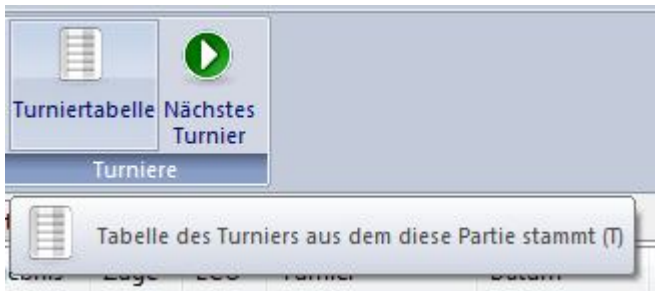 Turniertabelle Nächstes
Turnier
Turniere
Tabelle des Turniers aus dem diese Partie stammt (T)